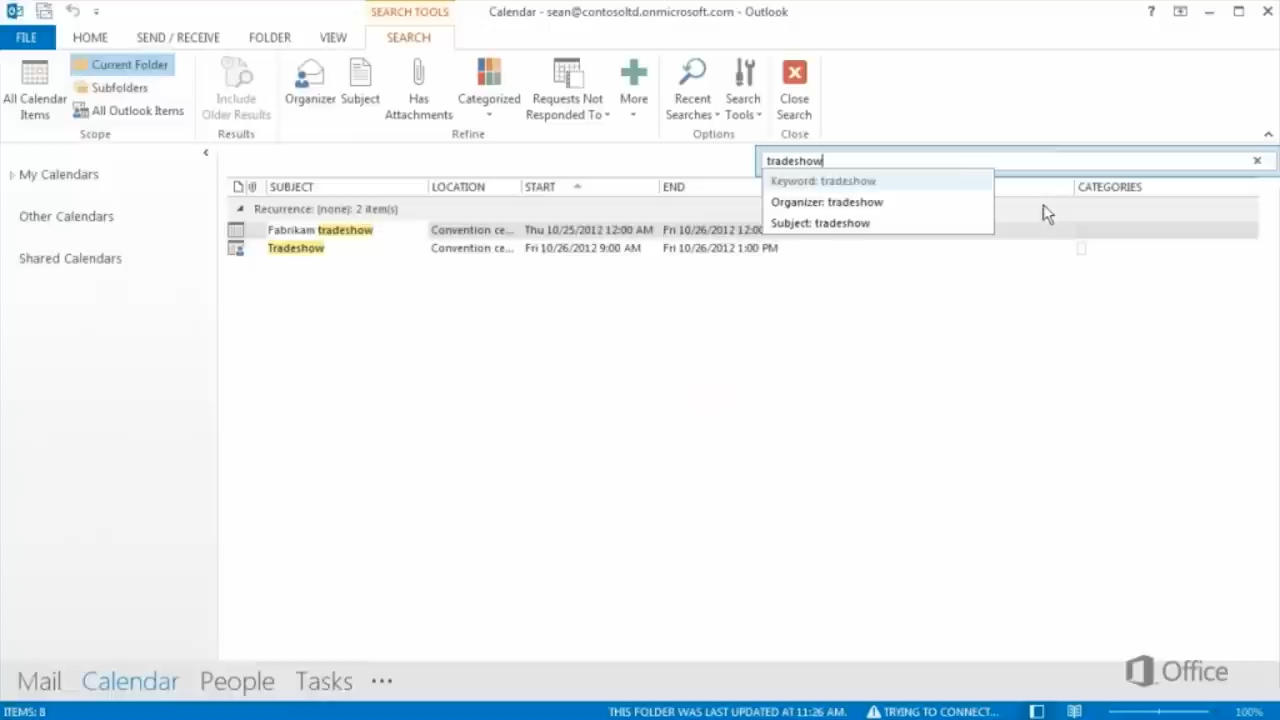 SEARCH TOOLS
Calendar - sean@contosoltd.onmicrosoft.com - Outlook
FILE HOME SEND / RECEIVE FOLDER VIEW SEARCH
All Calendar Items
Current Folder
Subfolders
All Outlook Items
Scope
Include Older Results
Results
Organizer
Subject
Has Attachments
Categorized
Requests Not Responded To
More
Refine
Recent Searches
Search Tools
Options
Close Search
Close
tradeshow
Keyword: tradeshow
Organizer: tradeshow
Subject: tradeshow
My Calendars
Other Calendars
Shared Calendars
SUBJECT LOCATION START END CATEGORIES
Recurrence: (none): 2 item(s)
Fabrikam tradeshow Convention ce... Thu 10/25/2012 12:00 AM Fri 10/26/2012 12:00
Tradeshow Convention ce... Fri 10/26/2012 9:00 AM Fri 10/26/2012 1:00 PM
Mail Calendar People Tasks ...
Office
ITEMS: 8 THIS FOLDER WAS LAST UPDATED AT 11:26 AM. TRYING TO CONNECT... 100%